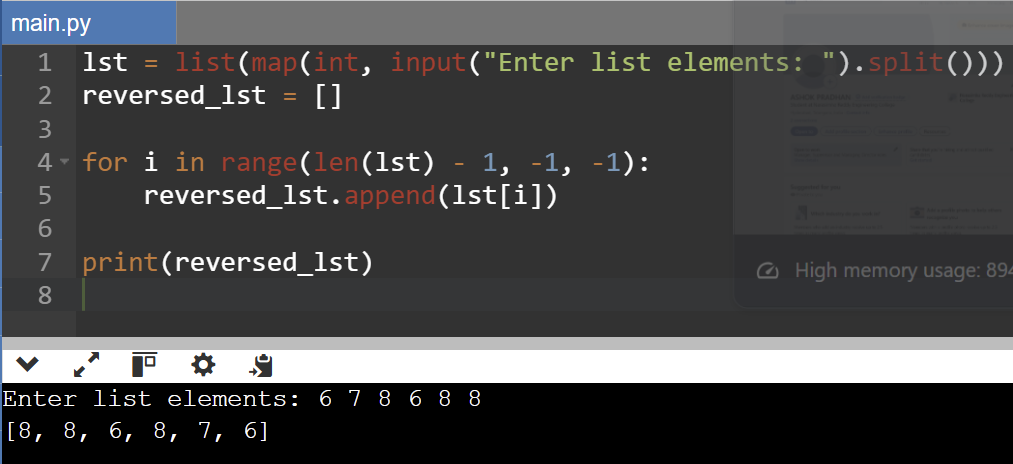 main.py
1 lst = list(map(int, input("Enter list elements: ").split()))
2 reversed_lst = []
3
4 for i in range(len(lst) - 1, -1, -1):
5     reversed_lst.append(lst[i])
6
7 print(reversed_lst)
8
High memory usage: 894
Enter list elements: 6 7 8 6 8 8
[8, 8, 6, 8, 7, 6]